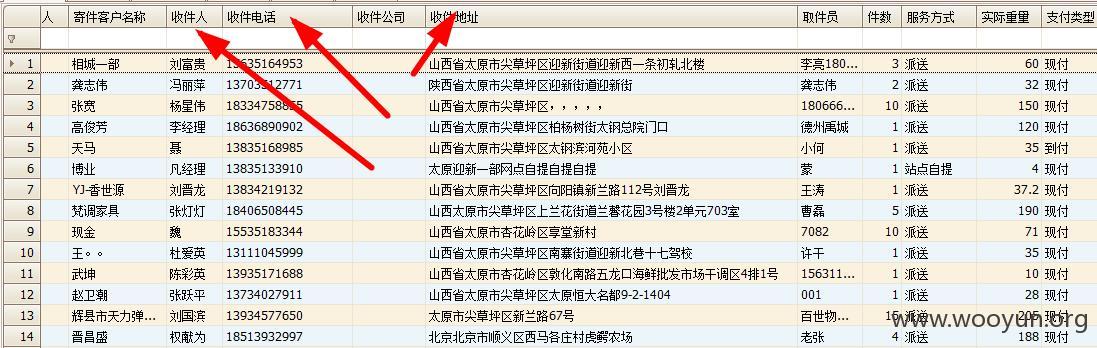 人 寄件客户名称 收件人 收件电话 收件公司 收件地址 取件员 件数 服务方式 实际重量 支付类型
1 相城一部 刘富贵 13635164953 山西省太原市尖草坪区迎新街道迎新西一条初轧北楼 李亮180... 3 派送 60 现付
2 龚志伟 冯丽萍 陕西省太原市尖草坪区迎新街道迎新街 龚志伟 2 派送 32 现付
3 张宽 杨星伟 山西省太原市尖草坪区,,,,, 180666... 10 派送 150 现付
4 高俊芳 李经理 18636890902 山西省太原市尖草坪区柏杨树街太钢总院门口 德州禹城 1 派送 120 现付
5 天马 聂 13835168985 山西省太原市尖草坪区太钢滨河苑小区 小何 1 派送 35 到付
6 博业 凡经理 13835133910 太原迎新一部网点自提自提 蒙 1 站点自提 4 现付
7 YJ-香世源 刘晋龙 13834219132 山西省太原市尖草坪区向阳镇新兰路112号刘晋龙 王涛 1 派送 37.2 现付
8 梵调家具 张灯灯 18406508445 山西太原市尖草坪区上兰花街道兰馨花园3号楼2单元703室 曹磊 5 派送 190 现付
9 现金 魏 15535183344 山西省太原市杏花岭区享堂新村 7082 10 派送 71 现付
10 王。。 杜爱英 13111045999 山西省太原市尖草坪区南寨街道迎新北巷十七驾校 许干 1 派送 35 现付
11 武坤 陈彩英 13935171688 山西省太原市杏花岭区敦化南路五龙口海鲜批发市场干调区4排1号 156311... 1 派送 10 现付
12 赵卫朝 张跃平 13734027911 山西省太原市尖草坪区太原恒大名都9-2-1404 001 1 派送 28 现付
13 辉县市天力弹... 刘国滨 13934577650 太原市尖草坪区新兰路67号 百世物... 派送 205 现付
14 晋昌盛 权献为 18513932997 北京北京市顺义区西马各庄村虎鳄农场 老张 4 派送 188 现付
www.wooyun.org